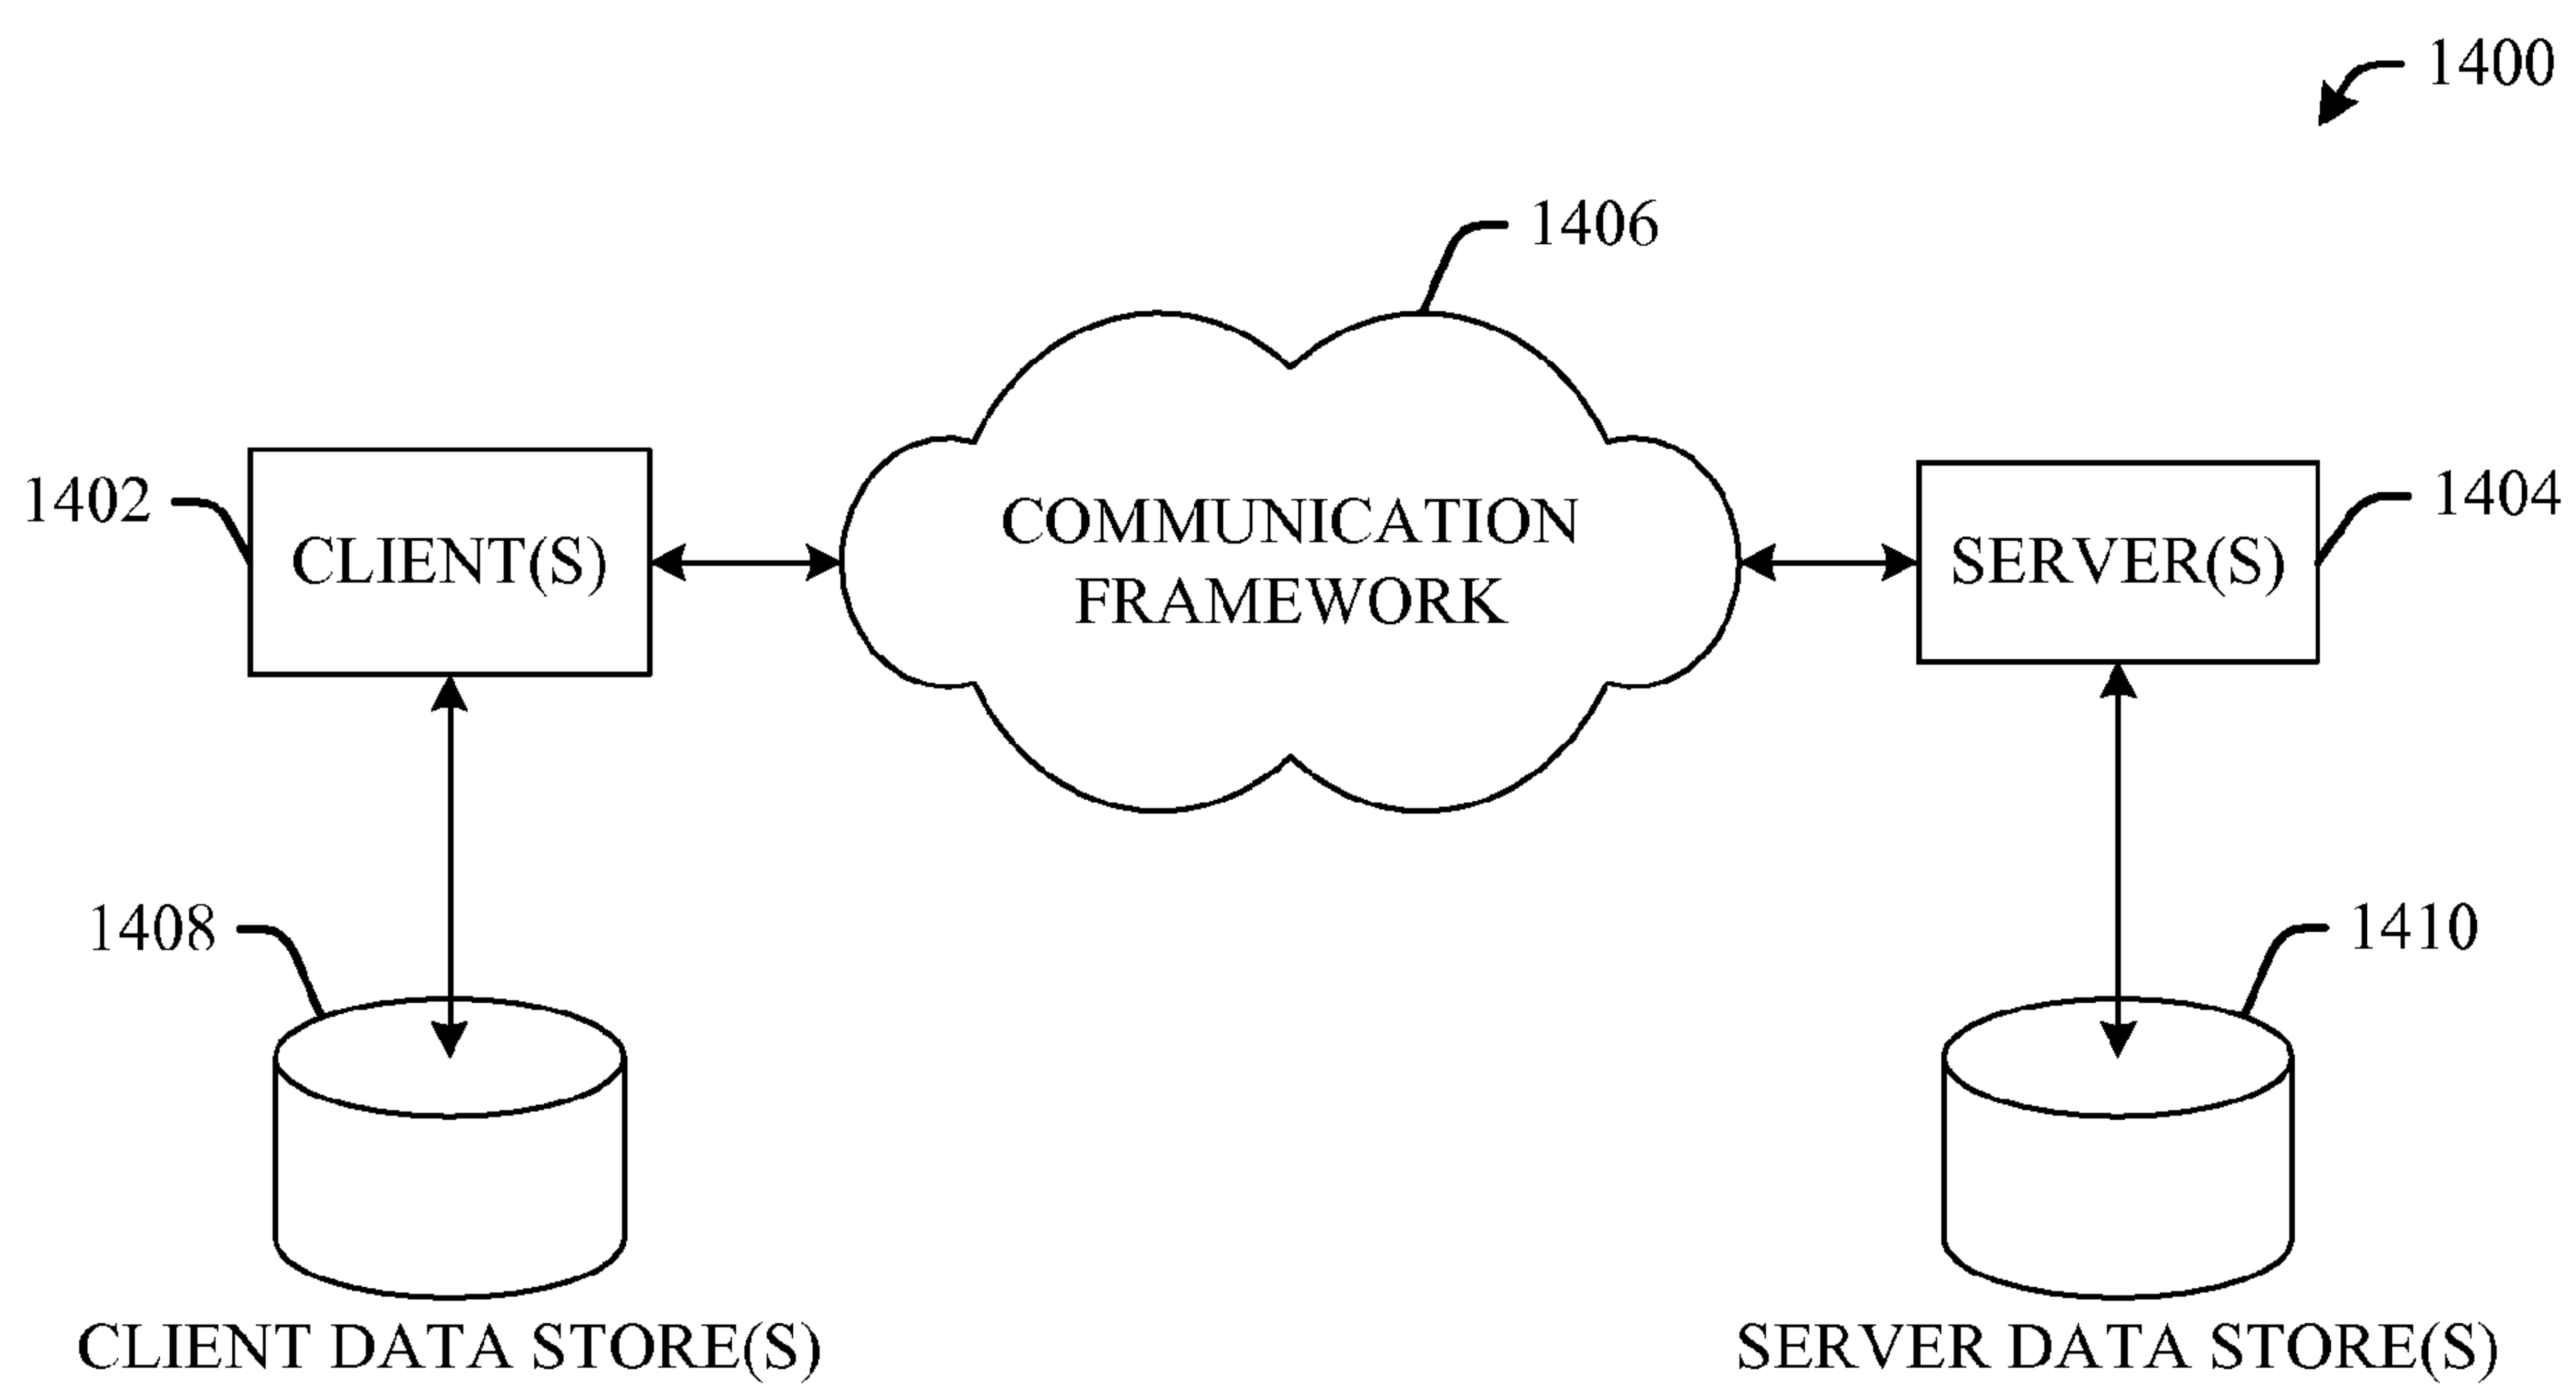 1400
1406
1402
CLIENT(S)
COMMUNICATION
FRAMEWORK
SERVER(S)
1404
1408
1410
CLIENT DATA STORE(S)
SERVER DATA STORE(S)